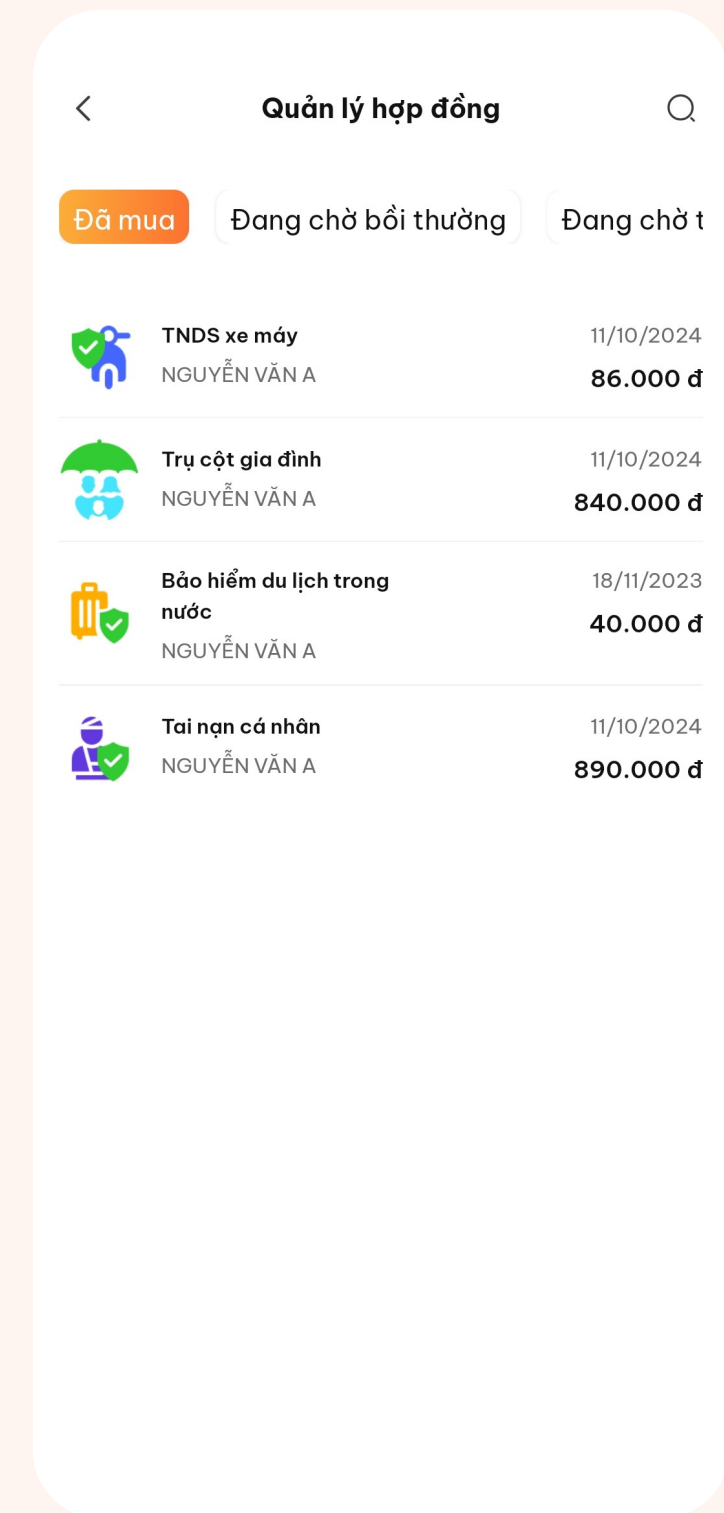 Quản lý hợp đồng
Đã mua
Đang chờ bồi thường
Đang chờ t
TNDS xe máy
11/10/2024
NGUYỄN VĂN A
86.000 đ
Trụ cột gia đình
11/10/2024
NGUYỄN VĂN A
840.000 đ
Bảo hiểm du lịch trong
nước
18/11/2023
NGUYỄN VĂN A
40.000 đ
Tai nạn cá nhân
11/10/2024
NGUYỄN VĂN A
890.000 đ